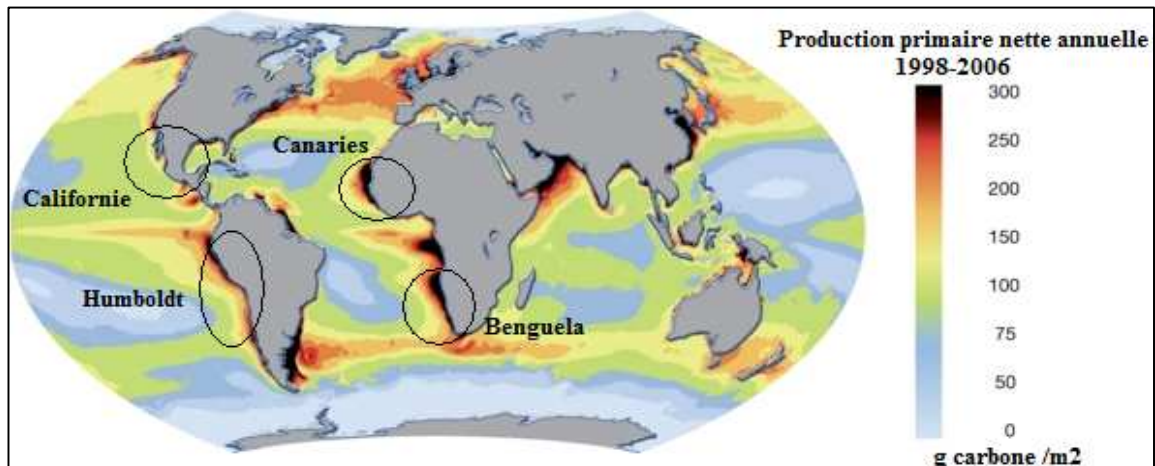 Production primaire nette annuelle
1998-2006
Canaries
Californie
Humboldt
Benguela
300
250
200
150
100
75
50
0
g carbone /m2